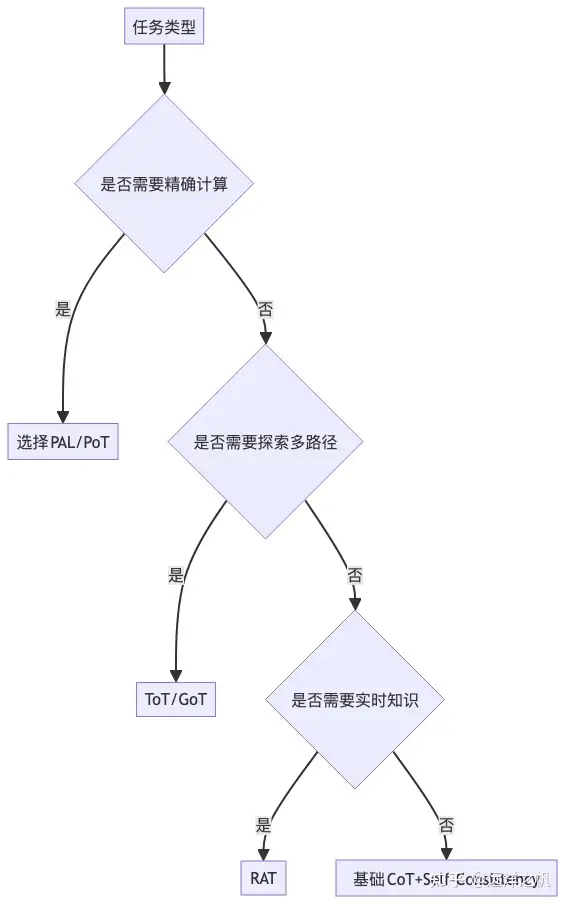 任务类型
是否需要精确计算
是
否
选择PAL/PoT
是否需要探索多路径
是
否
ToT/GoT
是否需要实时知识
是
否
RAT
基础CoT+Self-Consistency
知乎